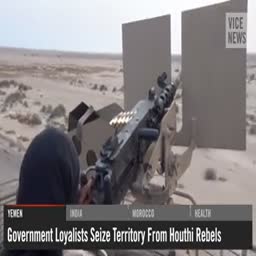 VICE
NEWS
YEMEN INDIA MOROCCO HEALTH
Government Loyalists Seize Territory From Houthi Rebels